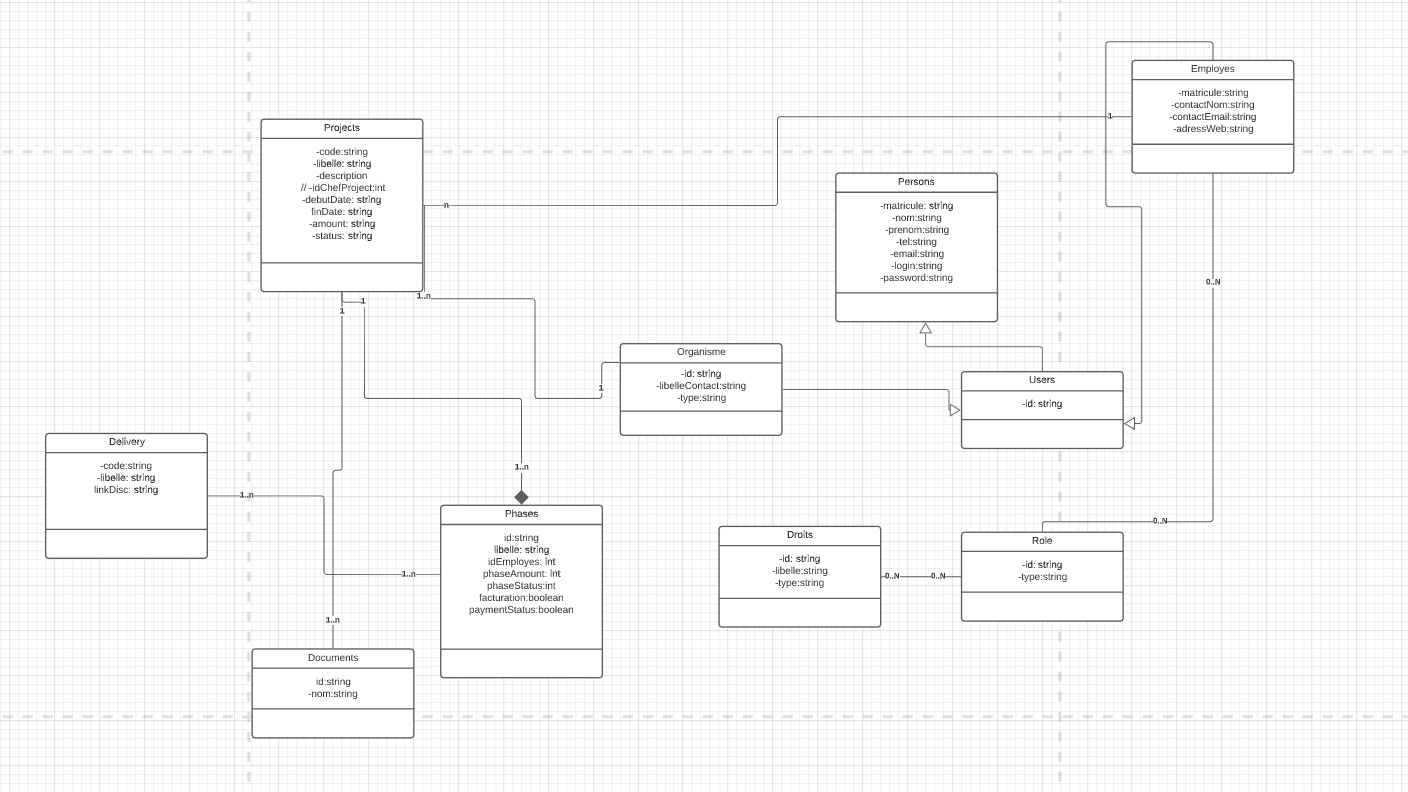 Employes
-matricule:string
-contactNom:string
-contactEmail:string
-adressWeb:string
1
Projects
-code:string
-libelle: string
-description
// -idChefProject:int
-debutDate: string
finDate: string
-amount: string
-status: string
n
1..n
1
1
Persons
-matricule: string
-nom:string
-prenom:string
-tel:string
-email:string
-login:string
-password:string
0..N
Organisme
-id: string
-libelleContact:string
-type:string
1
Users
-id: string
Delivery
-code:string
-libelle: string
linkDisc: string
1..n
1..n
1..n
Phases
id:string
libelle: string
idEmployes: int
phaseAmount: int
phaseStatus:int
facturation:boolean
paymentStatus:boolean
Droits
-id: string
-libelle:string
-type:string
0..N
0..N
0..N
Role
-id: string
-type:string
1..n
Documents
id:string
-nom:string